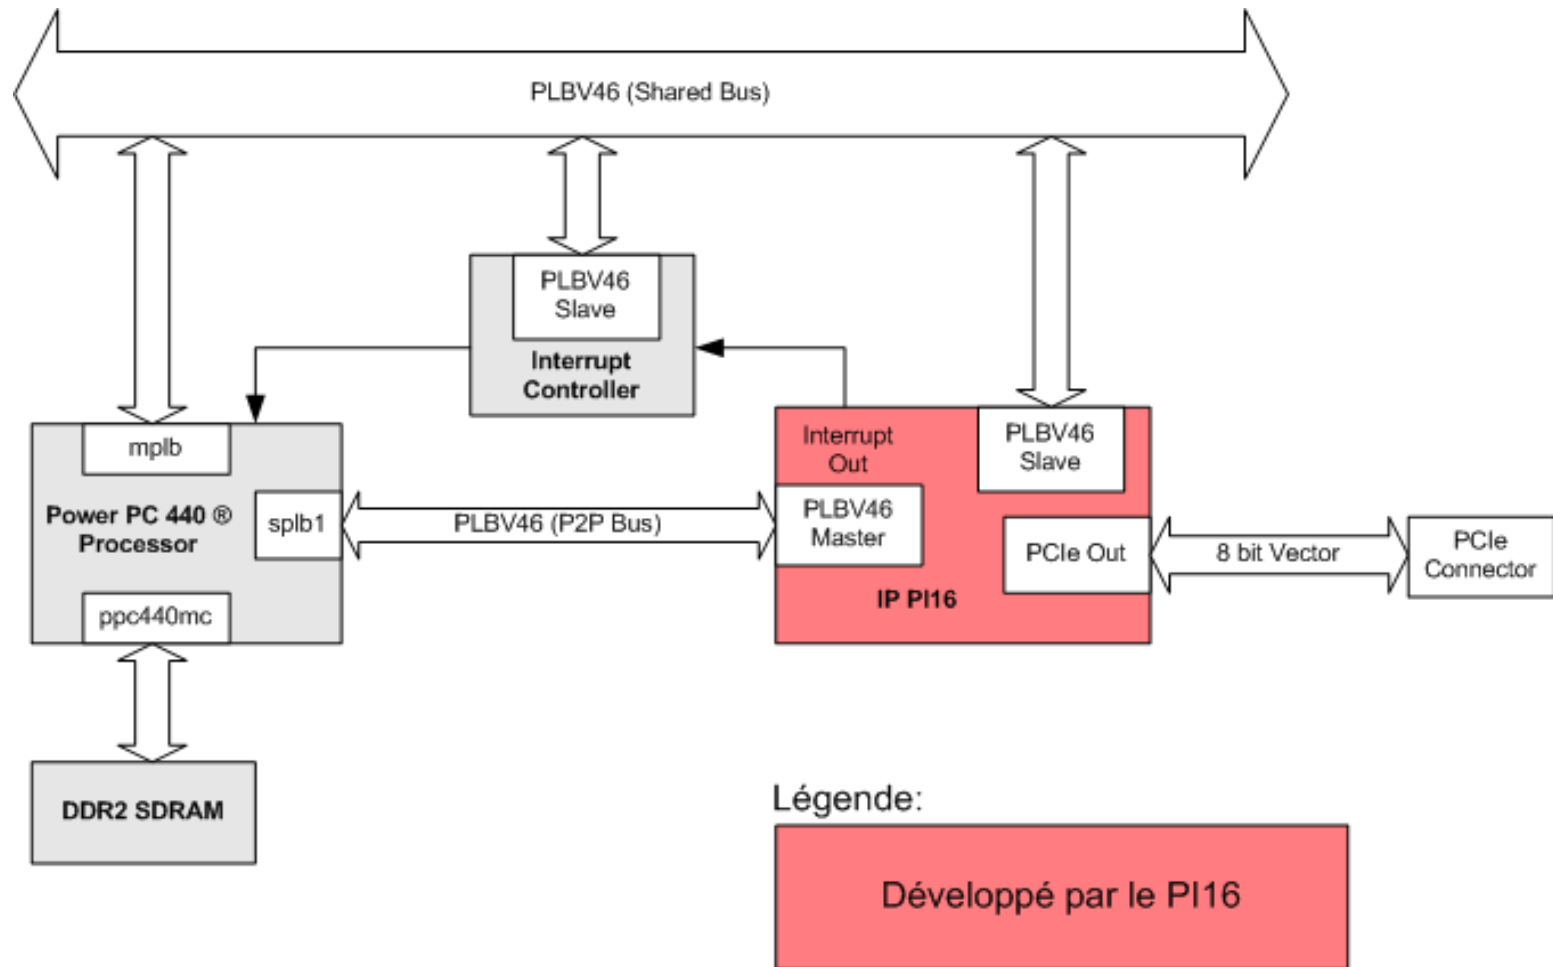 PLBV46 (Shared Bus)
PLBV46
Slave
Interrupt
Controller
mplb
Power PC 440 ®
Processor
splb1
ppc440mc
PLBV46 (P2P Bus)
Interrupt
Out
PLBV46
Slave
PLBV46
Master
PCIe Out
IP PI16
8 bit Vector
PCIe
Connector
DDR2 SDRAM
Légende:
Développé par le PI16